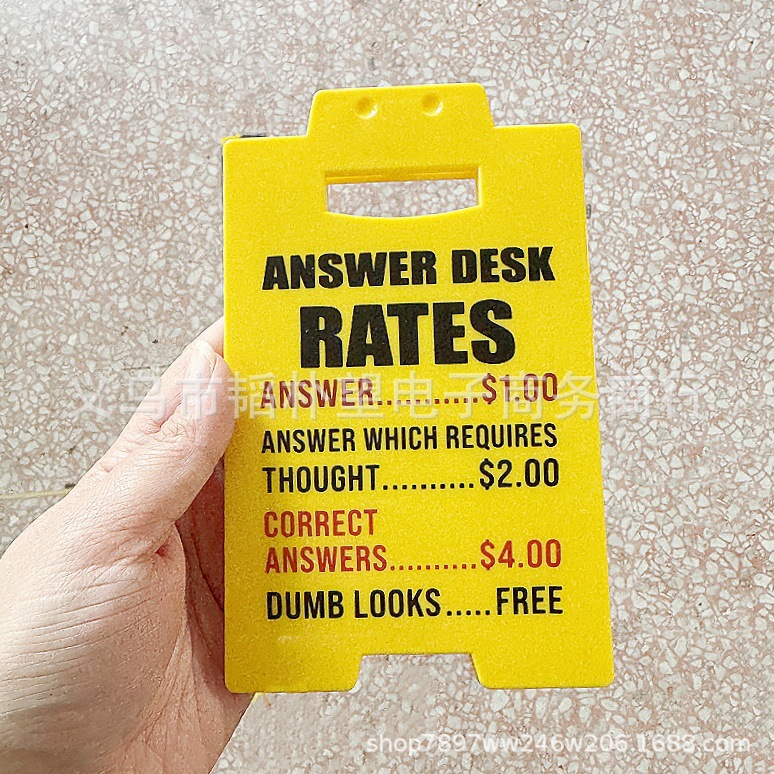 ANSWER DESK
RATES
ANSWER...........$1.00
ANSWER WHICH REQUIRES
THOUGHT..........$2.00
CORRECT
ANSWERS..........$4.00
DUMB LOOKS.....FREE
shop7897ww246w206.1688.com